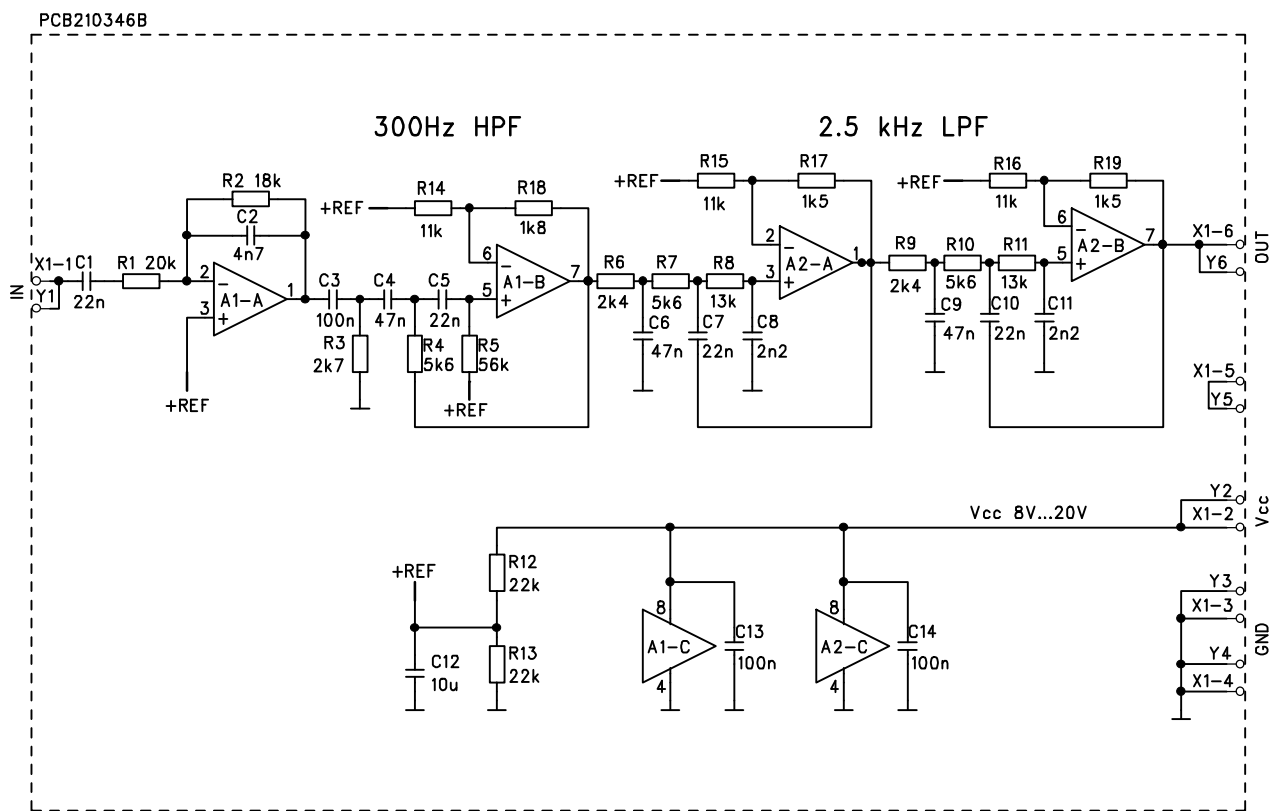 PCB210346B
300Hz HPF
2.5 kHz LPF
R2 18k
C2
4n7
X1-1
IN
Y1
C1
22n
R1 20k
2
3
A1-A
1
+REF
C3
100n
C4
47n
C5
22n
R3
2k7
R4
5k6
R5
56k
+REF
+REF
R14
11k
R18
1k8
6
5
A1-B
7
R6
2k4
R7
5k6
R8
13k
C6
47n
C7
22n
C8
2n2
+REF
R15
11k
R17
1k5
2
3
A2-A
1
R9
2k4
R10
5k6
R11
13k
C9
47n
C10
22n
C11
2n2
+REF
R16
11k
R19
1k5
6
5
A2-B
7
X1-6
Y6
OUT
X1-5
Y5
Vcc 8V...20V
Y2
X1-2
Vcc
+REF
R12
22k
R13
22k
C12
10u
8
A1-C
4
C13
100n
8
A2-C
4
C14
100n
Y3
X1-3
Y4
X1-4
GND